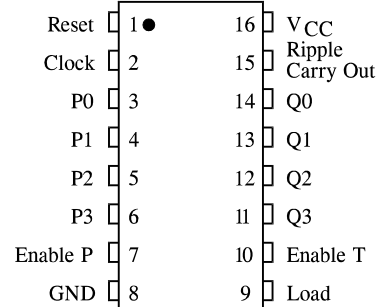 Reset 1 16 VCC
Clock 2 15 Ripple
Carry Out
P0 3 14 Q0
P1 4 13 Q1
P2 5 12 Q2
P3 6 11 Q3
Enable P 7 10 Enable T
GND 8 9 Load